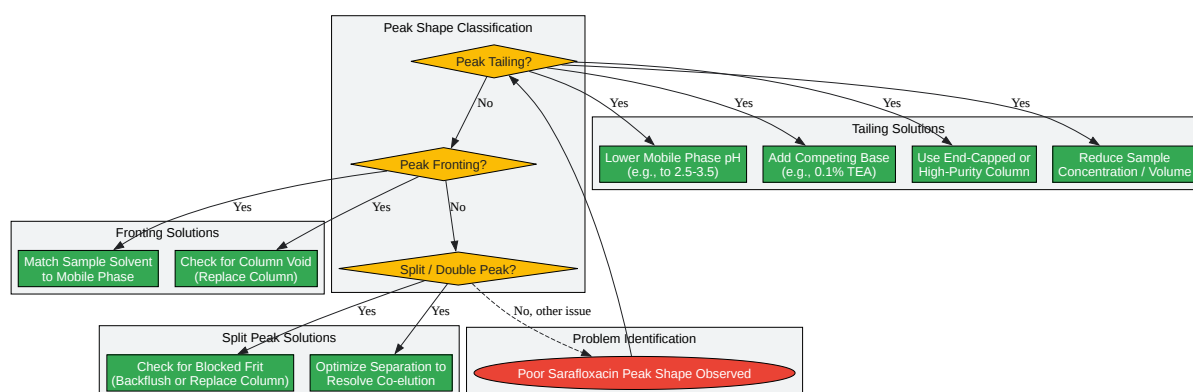 Peak Shape Classification
Peak Tailing?
No
Yes
Yes
Yes
Yes
Tailing Solutions
Lower Mobile Phase pH
(e.g., to 2.5-3.5)
Add Competing Base
(e.g., 0.1% TEA)
Use End-Capped or
High-Purity Column
Reduce Sample
Concentration / Volume
Peak Fronting?
Yes
Yes
No
Fronting Solutions
Match Sample Solvent
to Mobile Phase
Check for Column Void
(Replace Column)
Split / Double Peak?
Yes
Yes
No, other issue
Split Peak Solutions
Check for Blocked Frit
(Backflush or Replace Column)
Optimize Separation to
Resolve Co-elution
Problem Identification
Poor Sarafloxacin Peak Shape Observed